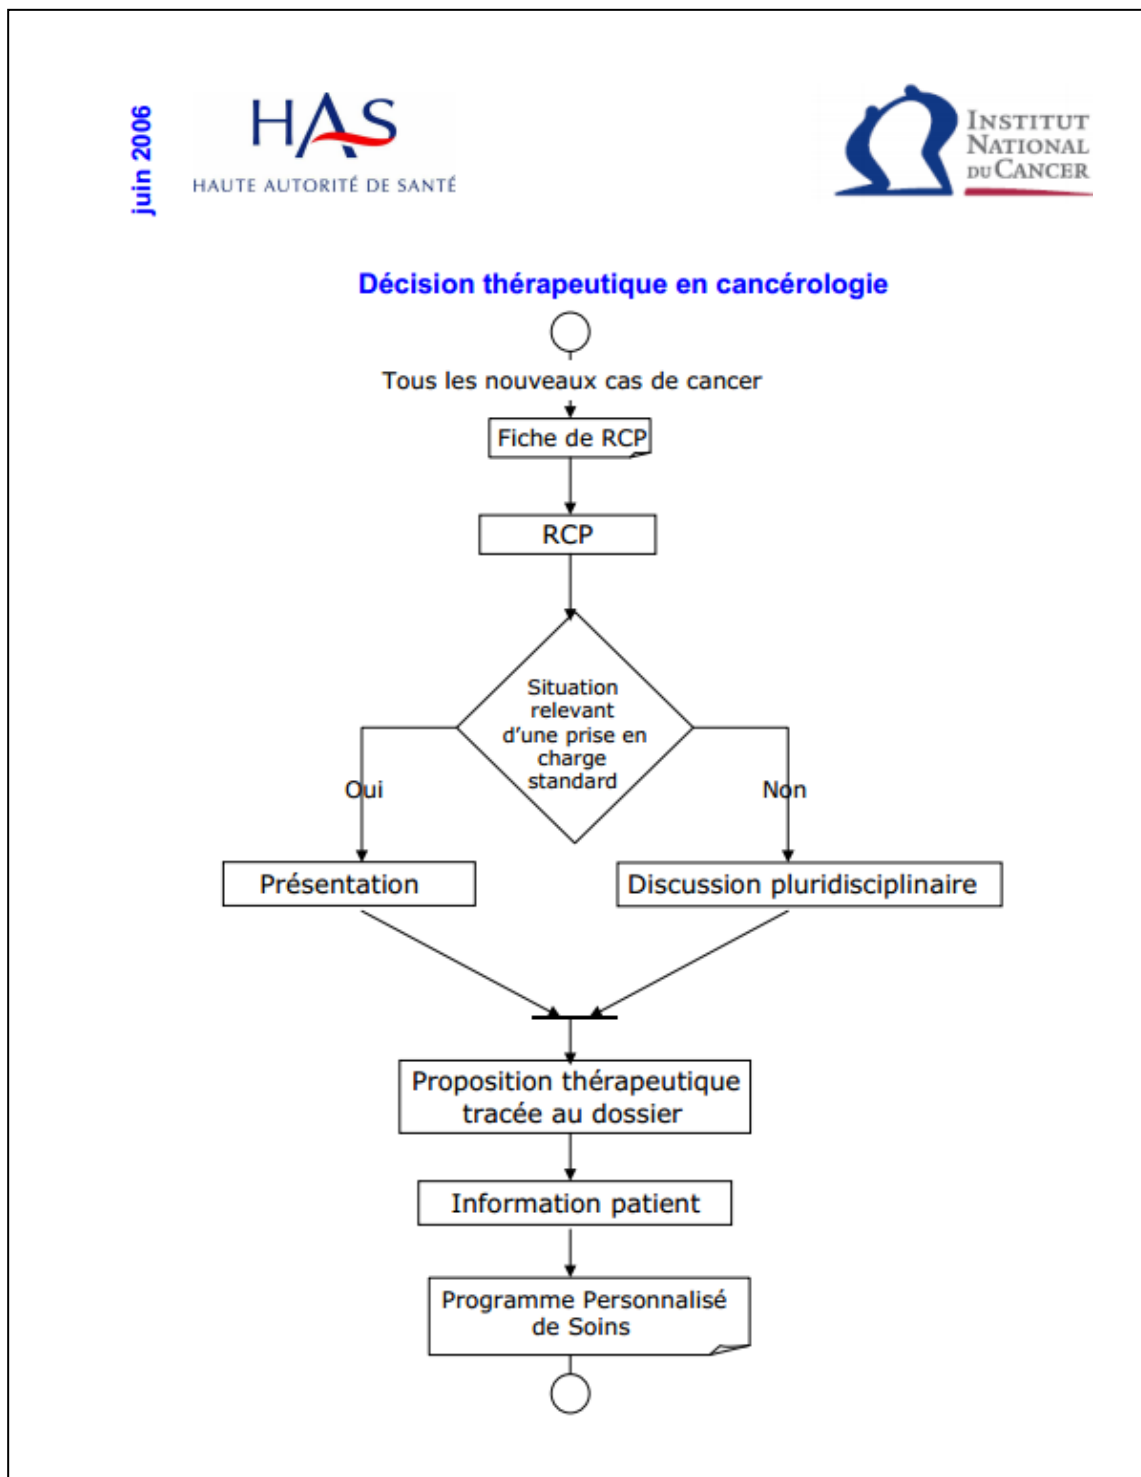 juin 2006
HAS
HAUTE AUTORITÉ DE SANTÉ
INSTITUT
NATIONAL
DU CANCER
Décision thérapeutique en cancérologie
Tous les nouveaux cas de cancer
Fiche de RCP
RCP
Situation
relevant
d'une prise en
charge
standard
Oui
Non
Présentation
Discussion pluridisciplinaire
Proposition thérapeutique
tracée au dossier
Information patient
Programme Personnalisé
de Soins